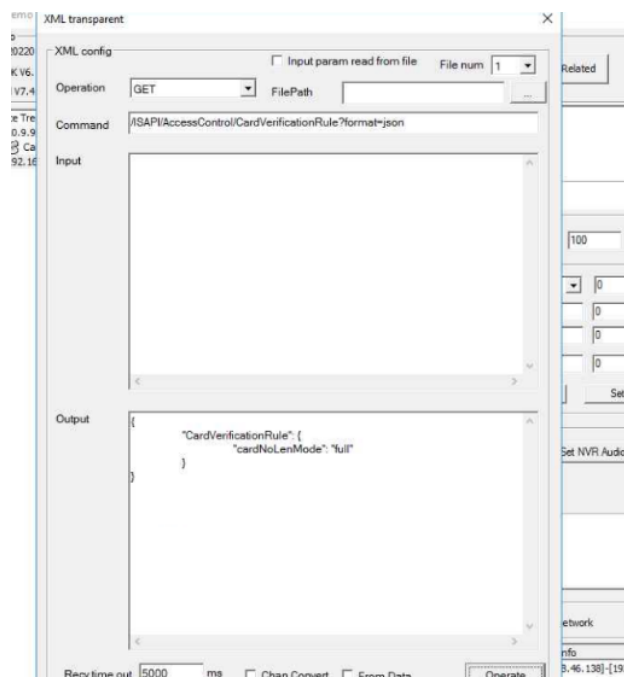 XML transparent
XML config
Input param read from file
File num 1
Related
Operation GET
FilePath
...
Command /ISAPI/AccessControl/CardVerificationRule?format=json
Input
100
0
0
0
0
Set
Output
{
"CardVerificationRule": {
"cardNoLenMode": "full"
}
}
Set NVR Audio
etwork
nfo
Recv time out 5000 ms
Chan Convert
From Data
Operate